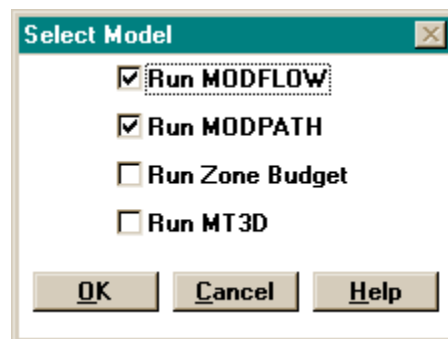 Select Model
Run MODFLOW
Run MODPATH
Run Zone Budget
Run MT3D
OK Cancel Help